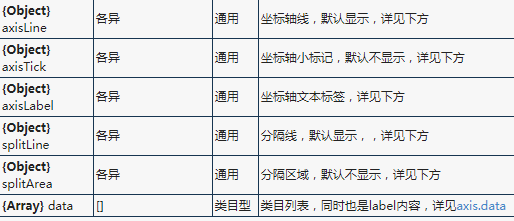 {Object}
axisLine 各异 通用 坐标轴线，默认显示，详见下方
{Object}
axisTick 各异 通用 坐标轴小标记，默认不显示，详见下方
{Object}
axisLabel 各异 通用 坐标轴文本标签，详见下方
{Object}
splitLine 各异 通用 分隔线，默认显示，，详见下方
{Object}
splitArea 各异 通用 分隔区域，默认不显示，详见下方
{Array} data [] 类目型 类目列表，同时也是label内容，详见axis.data